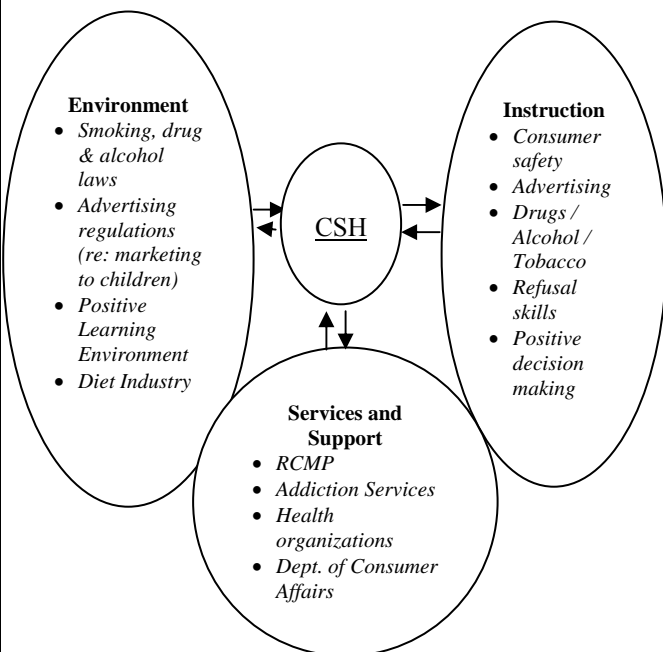 Environment
• Smoking, drug
& alcohol
laws
• Advertising
regulations
(re: marketing
to children)
• Positive
Learning
Environment
• Diet Industry
CSH
Instruction
• Consumer
safety
• Advertising
• Drugs /
Alcohol /
Tobacco
• Refusal
skills
• Positive
decision
making
Services and
Support
• RCMP
• Addiction Services
• Health
organizations
• Dept. of Consumer
Affairs